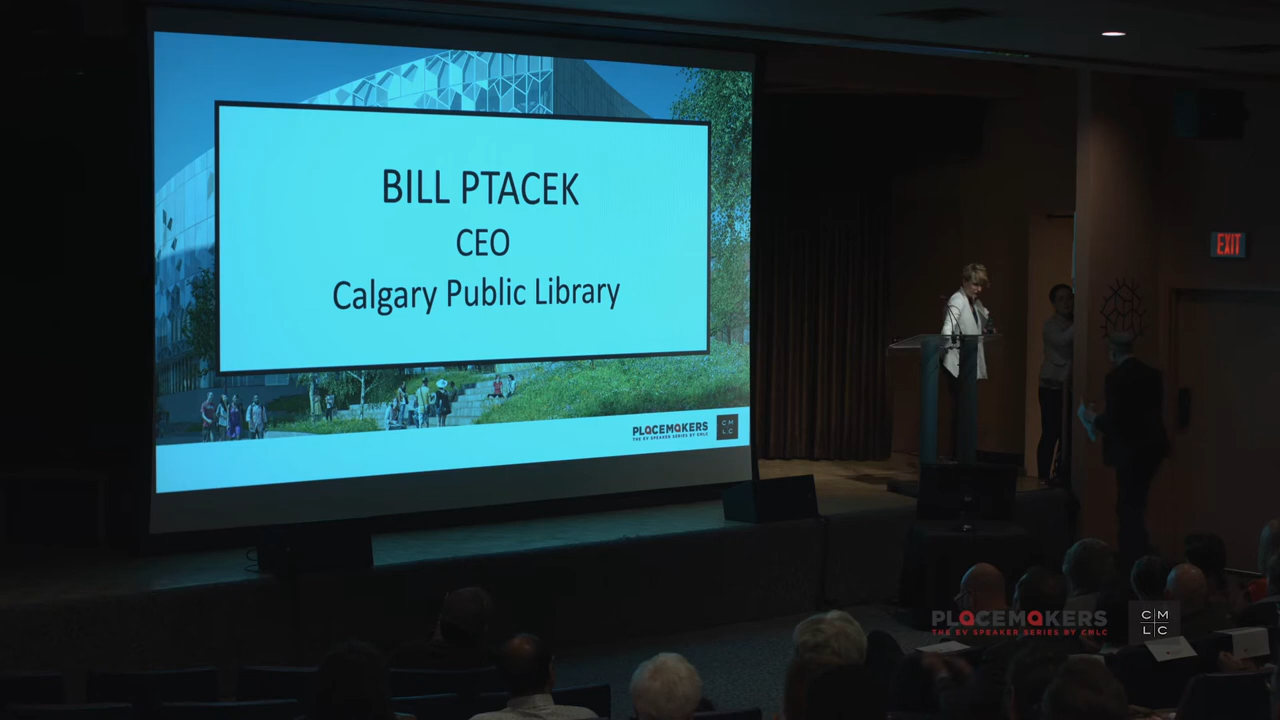 BILL PTACEK
CEO
Calgary Public Library
PLACEMAKERS
THE EV SPEAKER SERIES BY CMLC
CM
LC
EXIT
PLACEMAKERS
THE EV SPEAKER SERIES BY CMLC
CM
LC